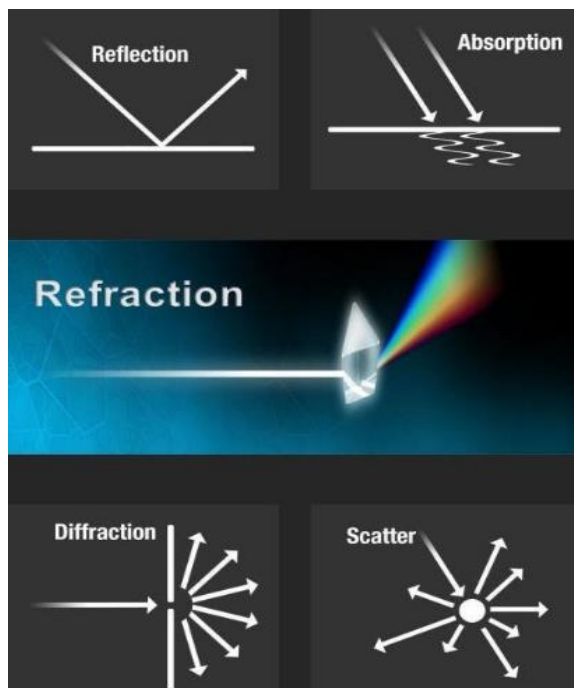 Reflection
Absorption
Refraction
Diffraction
Scatter